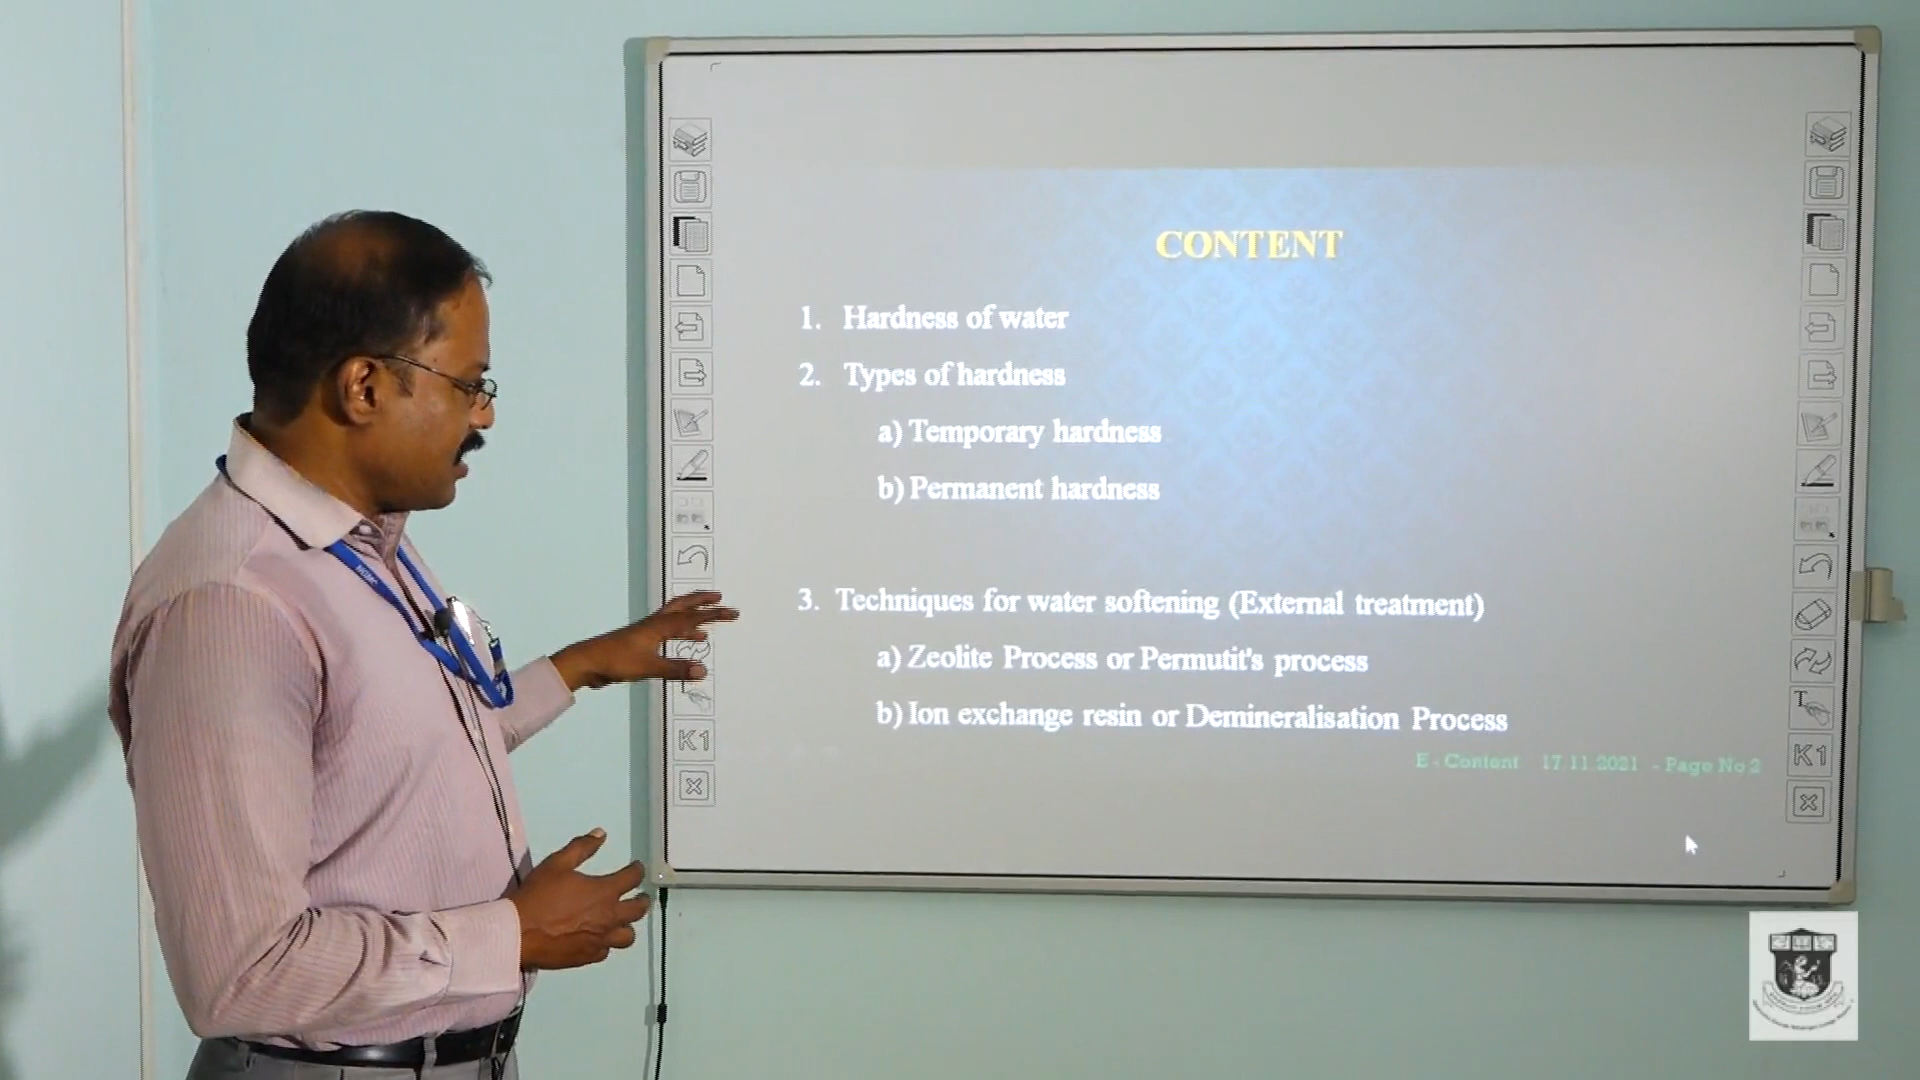 CONTENT
1. Hardness of water
2. Types of hardness
a) Temporary hardness
b) Permanent hardness
3. Techniques for water softening (External treatment)
a) Zeolite Process or Permutit's process
b) Ion exchange resin or Demineralisation Process
E - Content 17.11.2021 - Page No 2
K1
T
K1